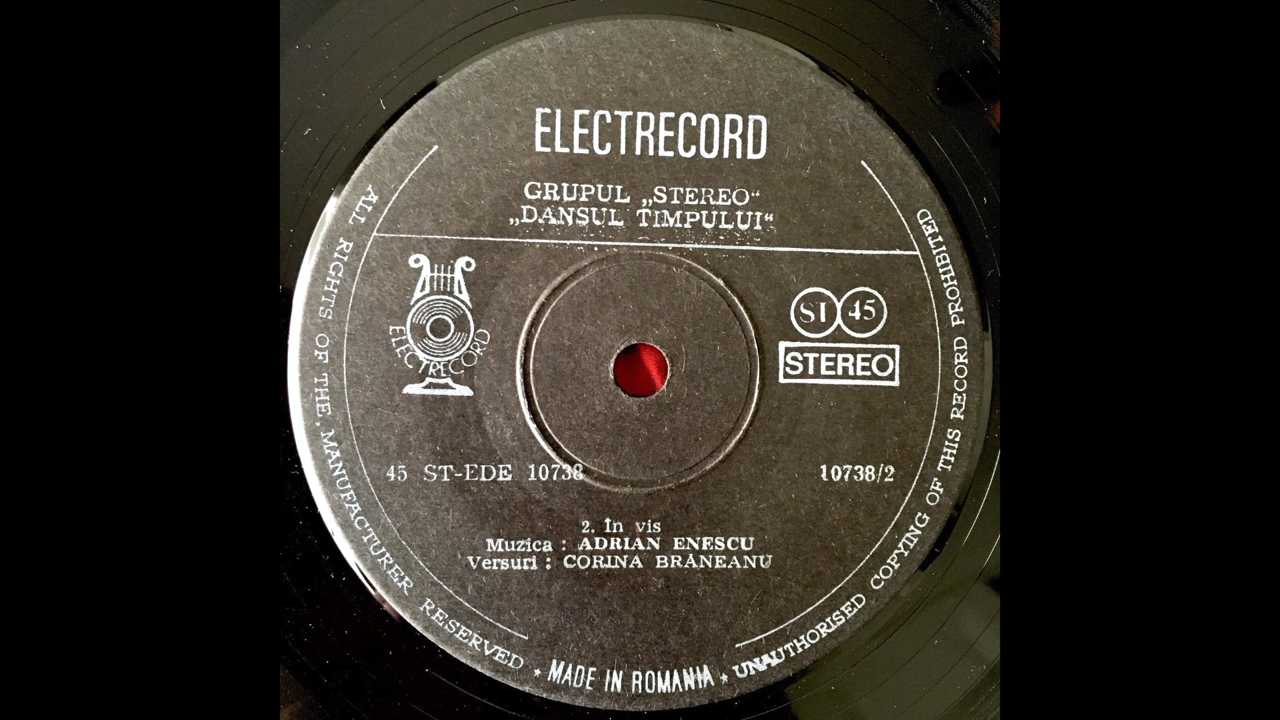 ELECTRECORD
GRUPUL „STEREO“
„DANSUL TIMPULUI“
ELECTRECORD
ST 45
STEREO
45 ST-EDE 10738
10738/2
2. În vis
Muzica : ADRIAN ENESCU
Versuri : CORINA BRĂNEANU
ALL RIGHTS OF THE MANUFACTURER RESERVED ★ MADE IN ROMANIA ★ UNAUTHORISED COPYING OF THIS RECORD PROHIBITED